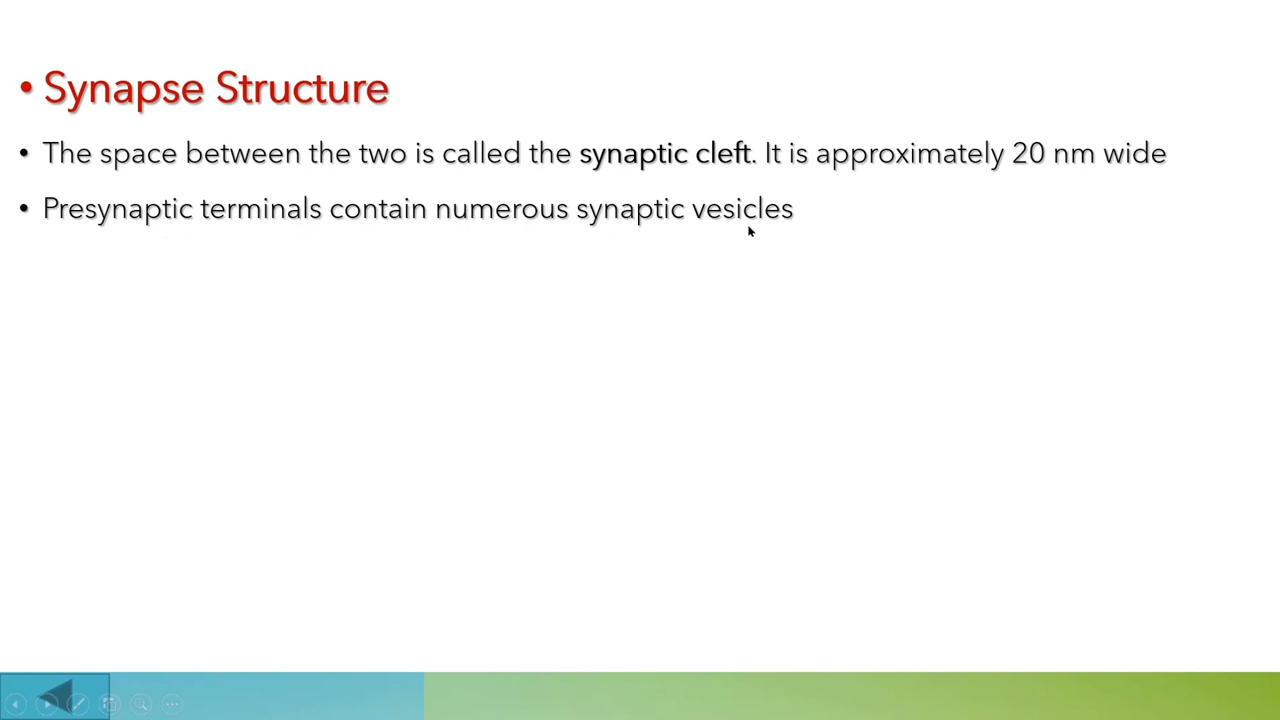 • Synapse Structure
• The space between the two is called the synaptic cleft. It is approximately 20 nm wide
• Presynaptic terminals contain numerous synaptic vesicles